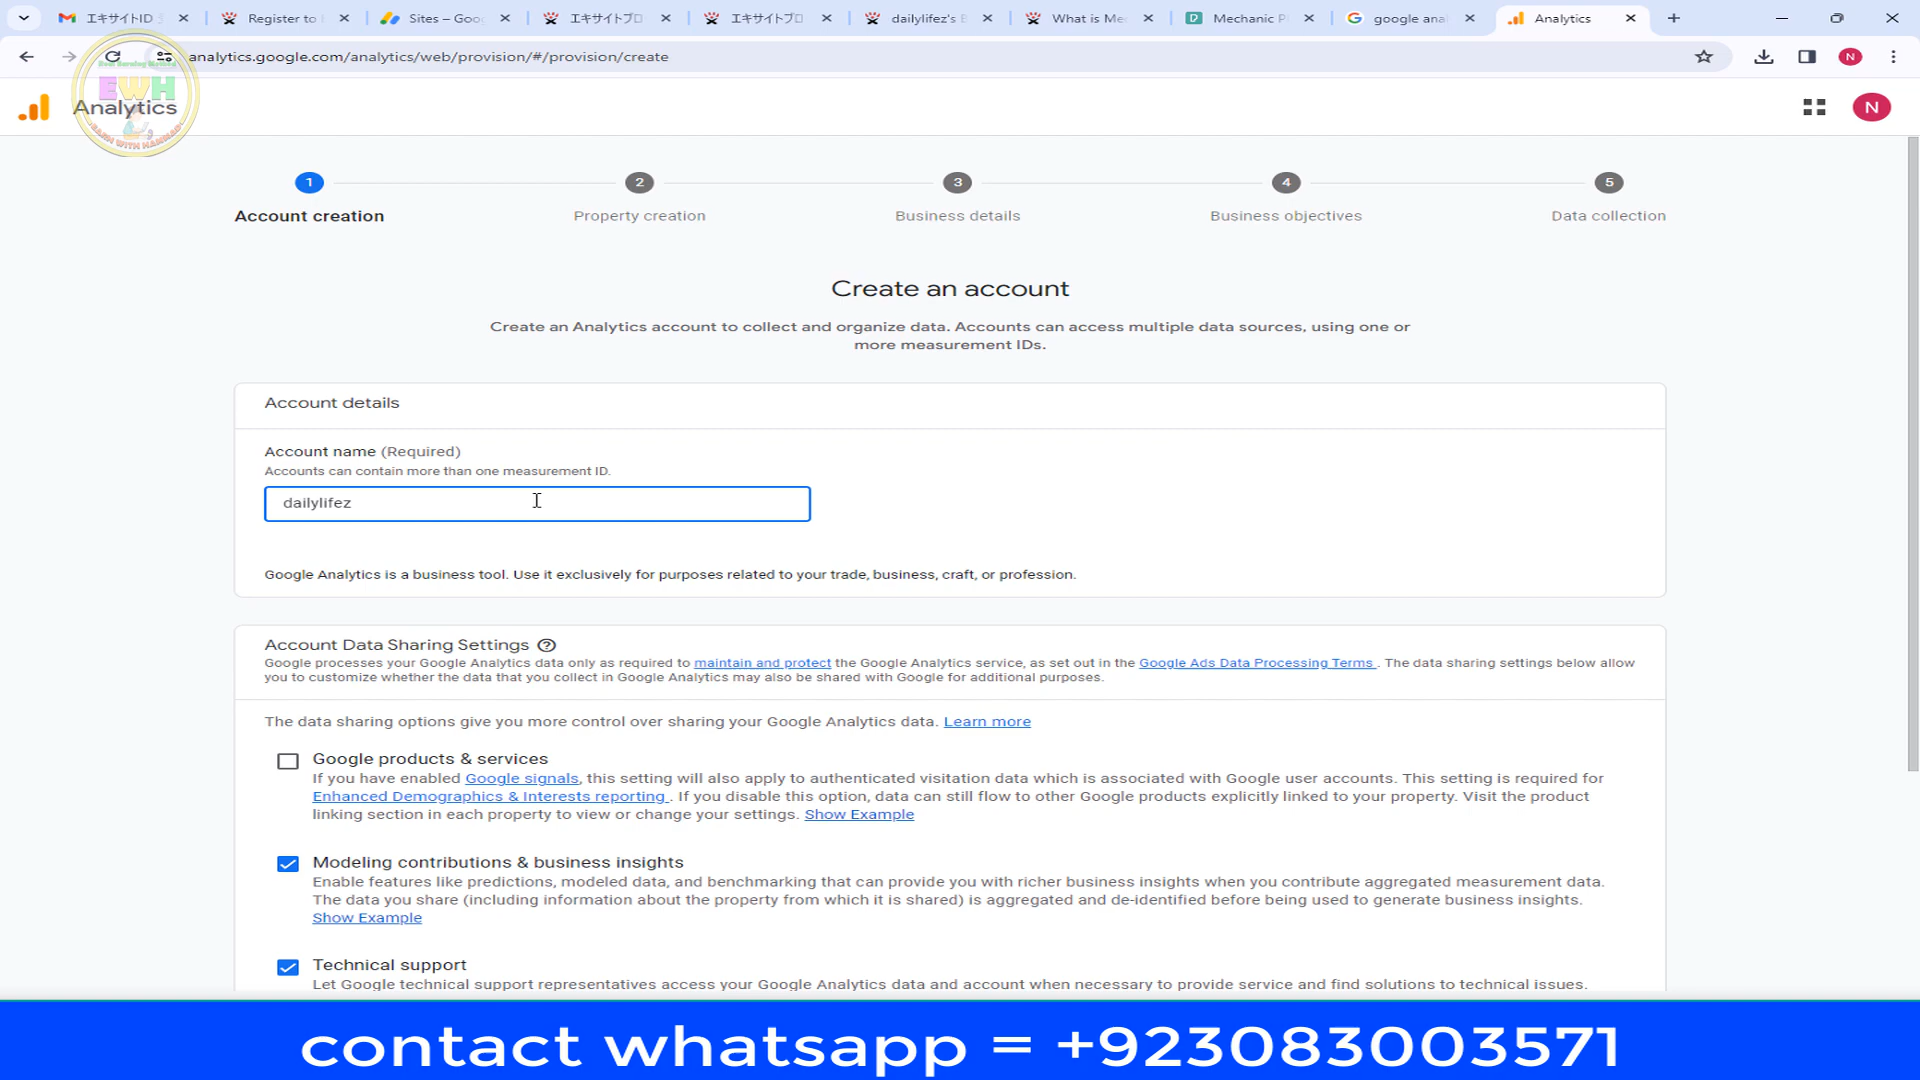 エキサイトID
Register to
Sites – Goo
エキサイトブ
エキサイトブロ
dailylifez's
What is Me
Mechanic P
google ana
Analytics
analytics.google.com/analytics/web/provision/#/provision/create
N
Analytics
EWH
EARN WITH HAMMAD
N
1 2 3 4 5
Account creation Property creation Business details Business objectives Data collection
Create an account
Create an Analytics account to collect and organize data. Accounts can access multiple data sources, using one or
more measurement IDs.
Account details
Account name (Required)
Accounts can contain more than one measurement ID.
dailylifez
Google Analytics is a business tool. Use it exclusively for purposes related to your trade, business, craft, or profession.
Account Data Sharing Settings
Google processes your Google Analytics data only as required to maintain and protect the Google Analytics service, as set out in the Google Ads Data Processing Terms . The data sharing settings below allow
you to customize whether the data that you collect in Google Analytics may also be shared with Google for additional purposes.
The data sharing options give you more control over sharing your Google Analytics data. Learn more
Google products & services
If you have enabled Google signals, this setting will also apply to authenticated visitation data which is associated with Google user accounts. This setting is required for
Enhanced Demographics & Interests reporting . If you disable this option, data can still flow to other Google products explicitly linked to your property. Visit the product
linking section in each property to view or change your settings. Show Example
Modeling contributions & business insights
Enable features like predictions, modeled data, and benchmarking that can provide you with richer business insights when you contribute aggregated measurement data.
The data you share (including information about the property from which it is shared) is aggregated and de-identified before being used to generate business insights.
Show Example
Technical support
Let Google technical support representatives access your Google Analytics data and account when necessary to provide service and find solutions to technical issues.
contact whatsapp = +923083003571